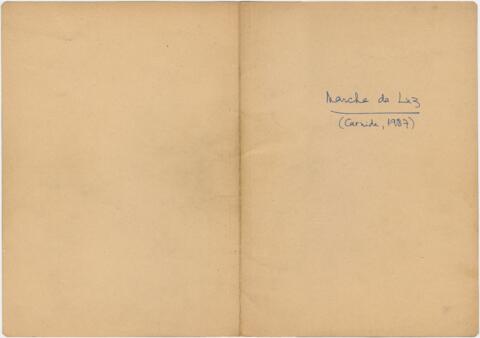 Marcha da Luz
(Carnide, 1987)